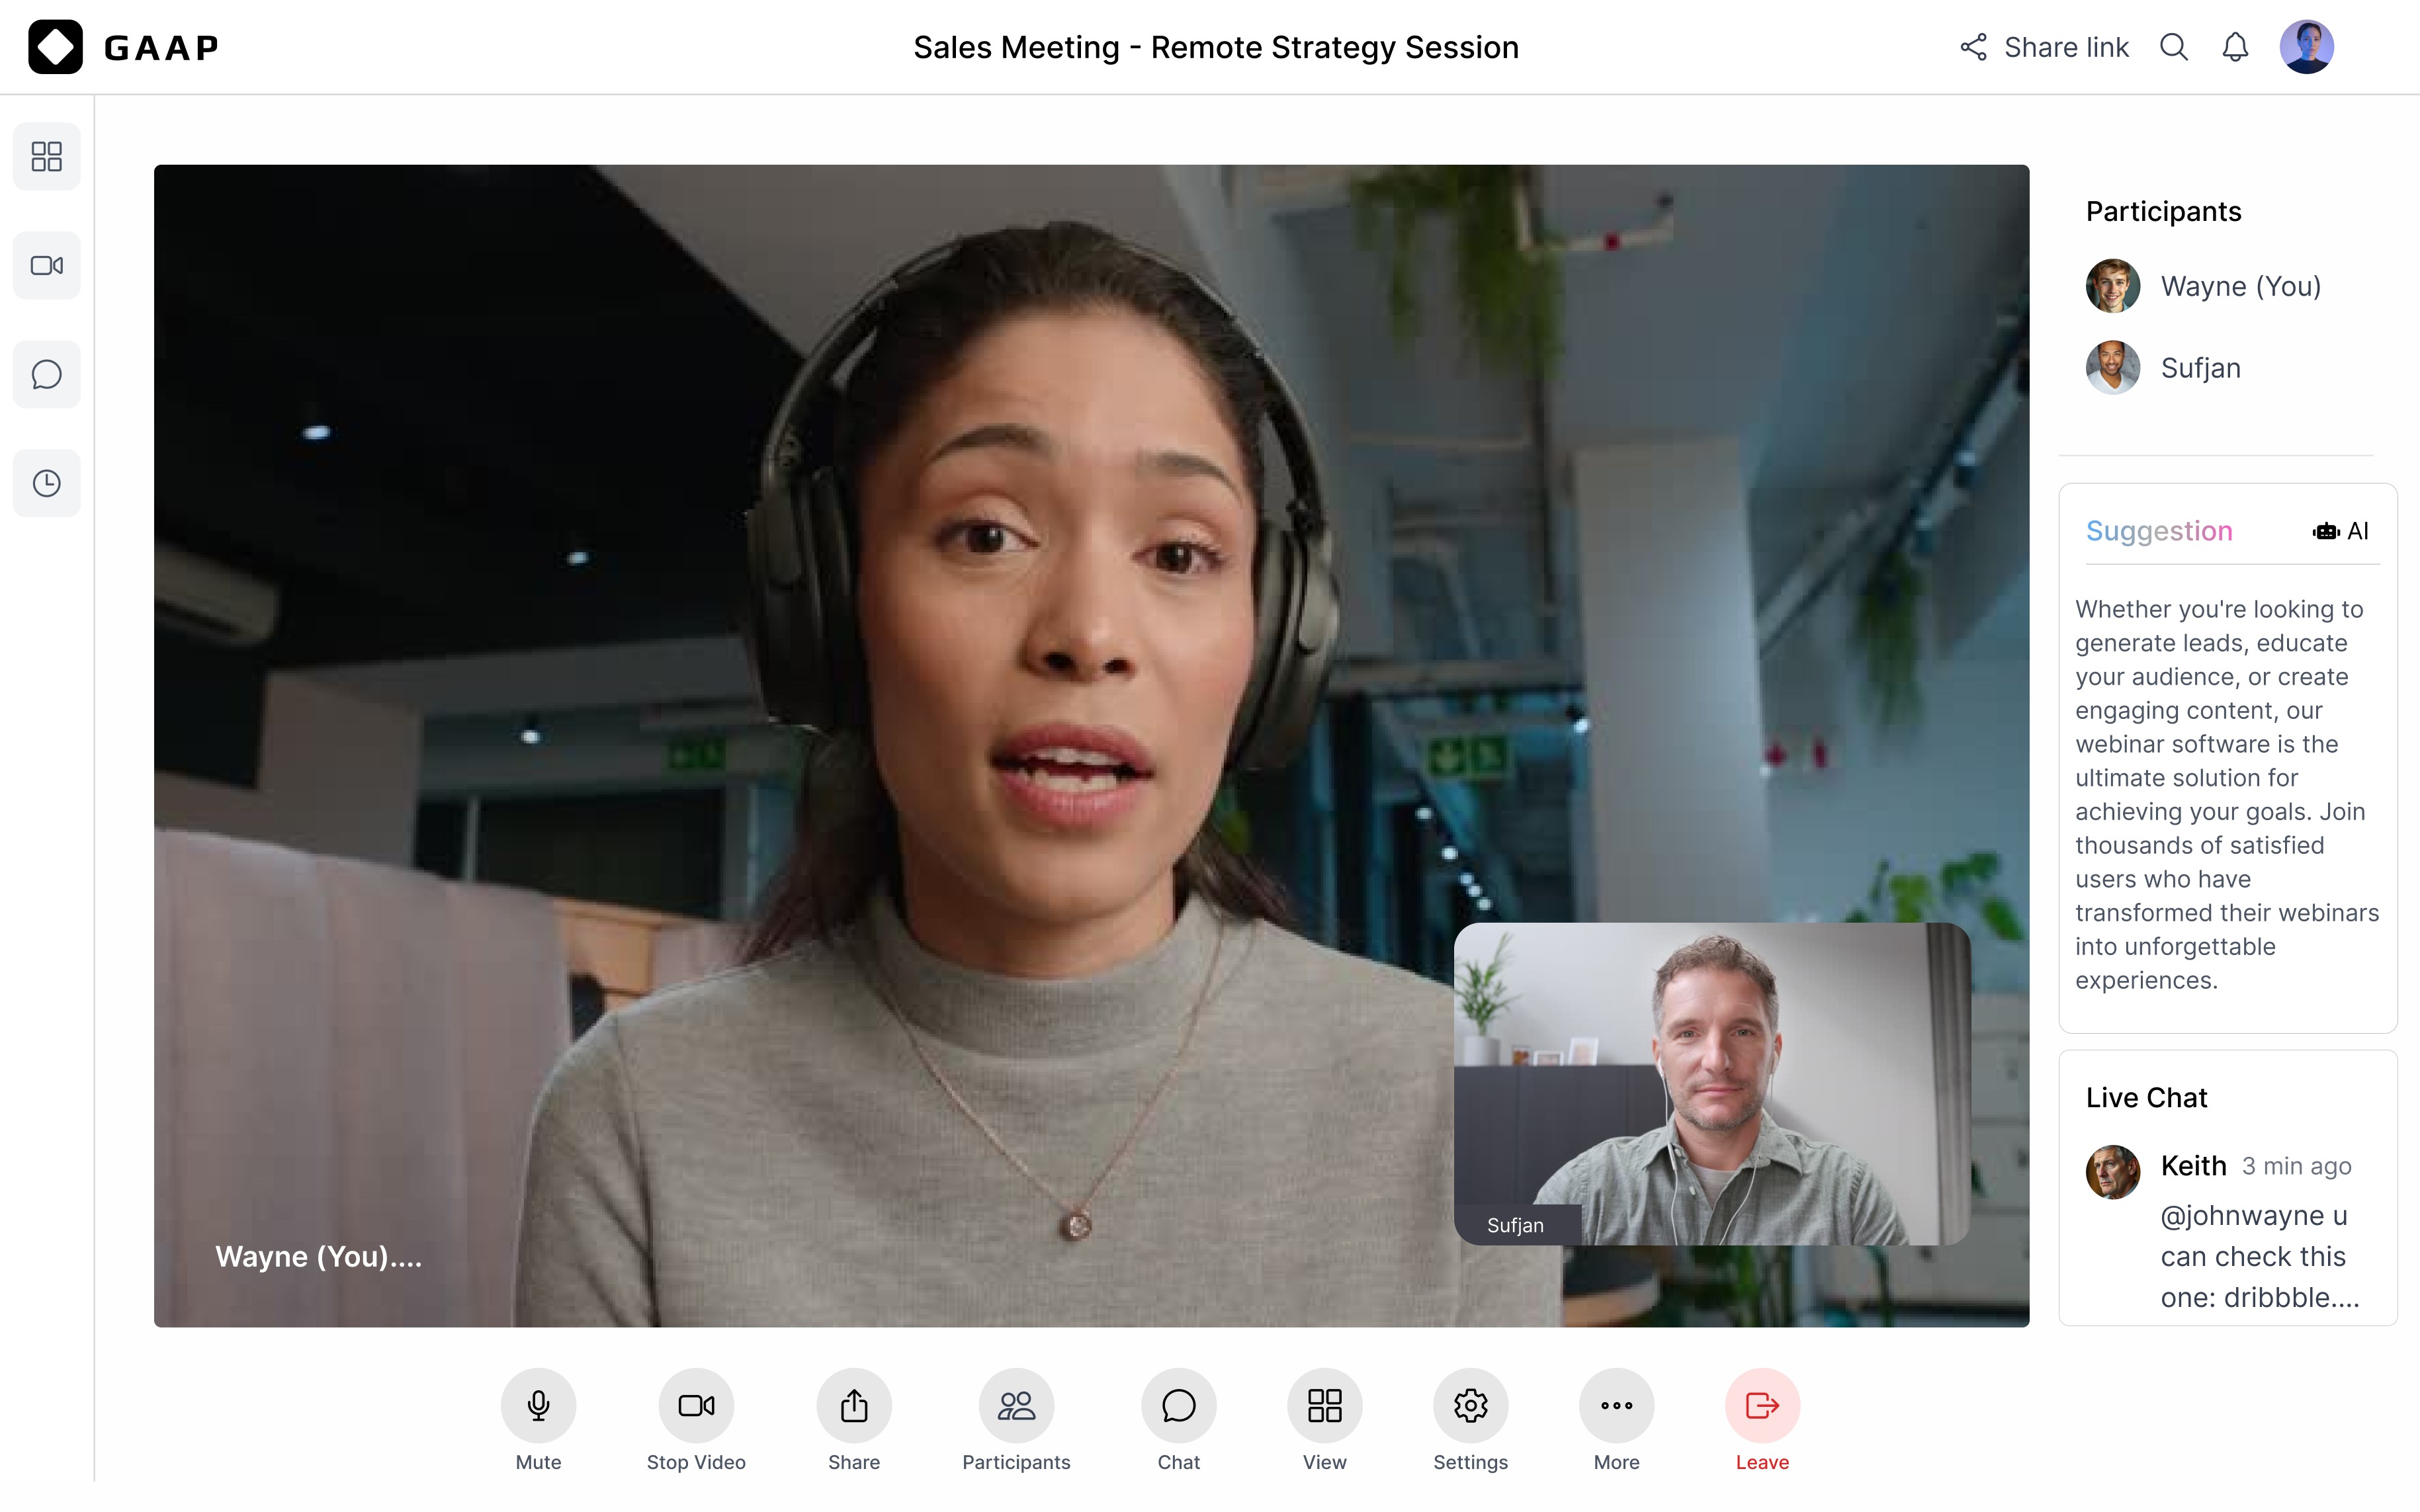 GAAP
Sales Meeting - Remote Strategy Session
Share link
Wayne (You)....
Sufjan
Participants
Wayne (You)
Sufjan
Suggestion
AI
Whether you're looking to
generate leads, educate
your audience, or create
engaging content, our
webinar software is the
ultimate solution for
achieving your goals. Join
thousands of satisfied
users who have
transformed their webinars
into unforgettable
experiences.
Live Chat
Keith 3 min ago
@johnwayne u
can check this
one: dribbble....
Mute
Stop Video
Share
Participants
Chat
View
Settings
More
Leave